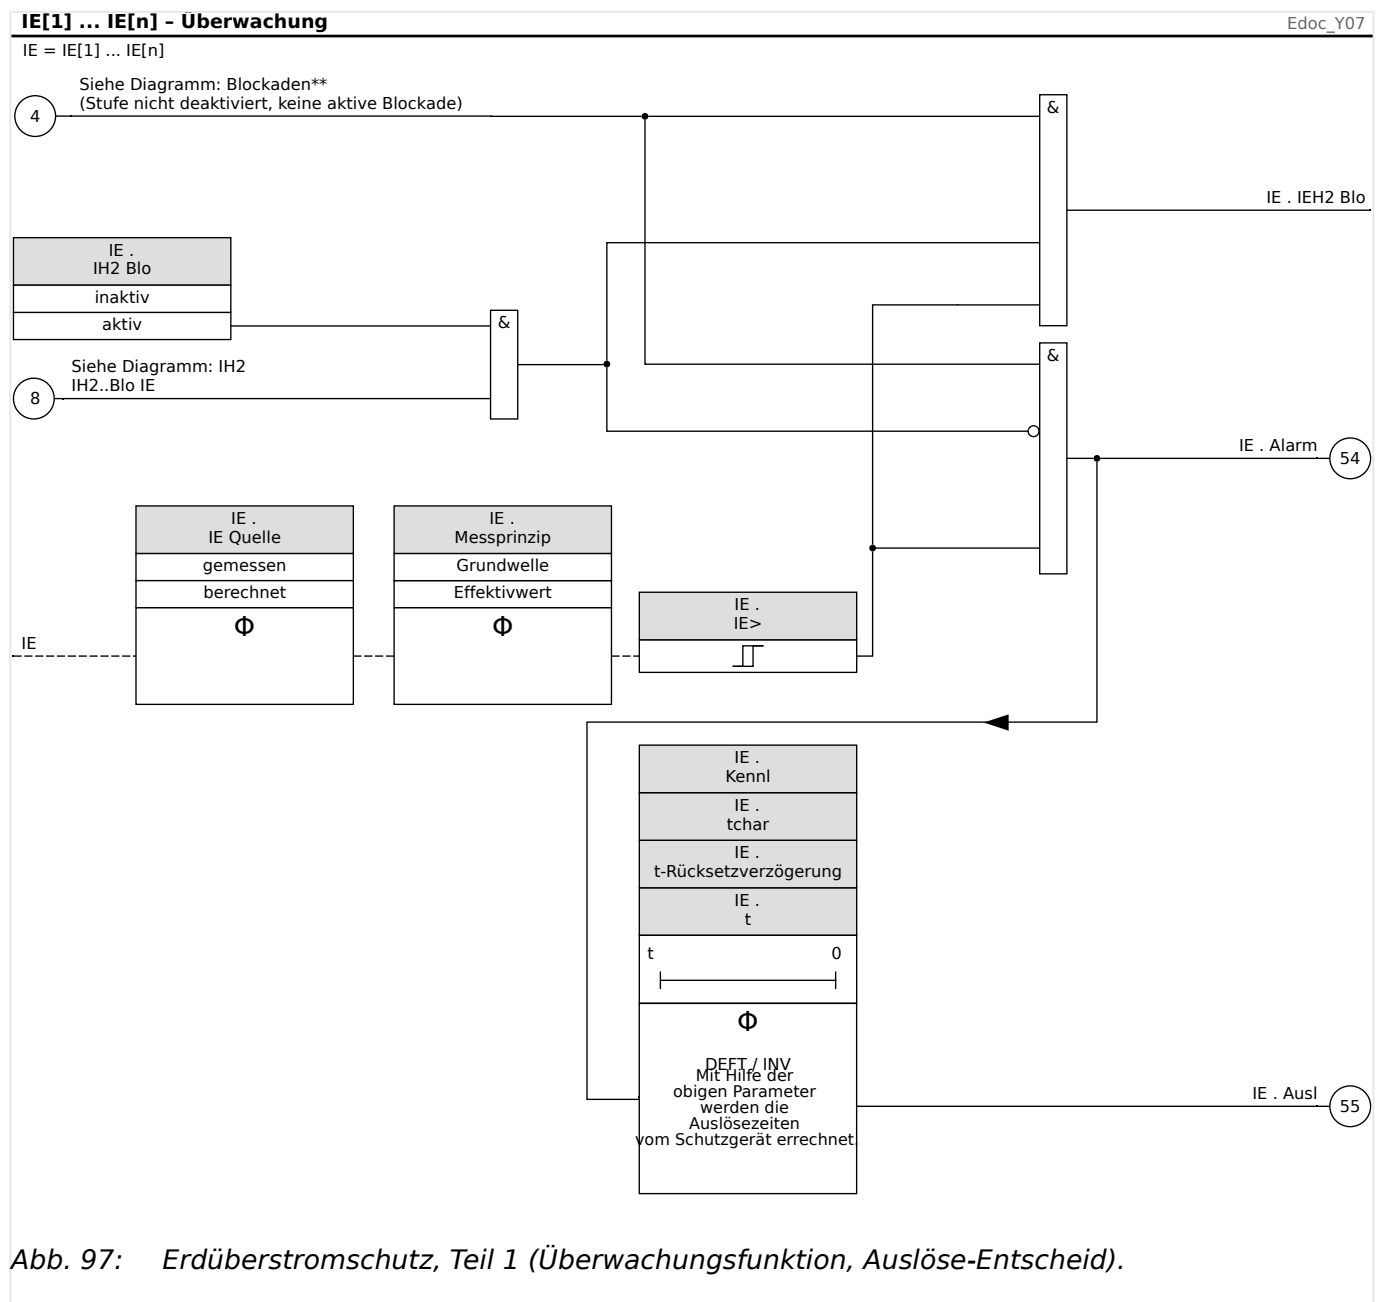 IE[1] ... IE[n] – Überwachung
Edoc_Y07
IE = IE[1] ... IE[n]
Siehe Diagramm: Blockaden**
(Stufe nicht deaktiviert, keine aktive Blockade)
4
&
IE . IEH2 Blo
IE .
IH2 Blo
inaktiv
aktiv
&
Siehe Diagramm: IH2
IH2..Blo IE
8
&
IE . Alarm
54
IE .
IE Quelle
gemessen
berechnet
Φ
IE .
Messprinzip
Grundwelle
Effektivwert
Φ
IE .
IE>
IE
IE .
Kennl
IE .
tchar
IE .
t-Rücksetzverzögerung
IE .
t
t 0
Φ
DEFT / INV
Mit Hilfe der
obigen Parameter
werden die
Auslösezeiten
vom Schutzgerät errechnet.
IE . Ausl
55
Abb. 97: Erdüberstromschutz, Teil 1 (Überwachungsfunktion, Auslöse-Entscheid).